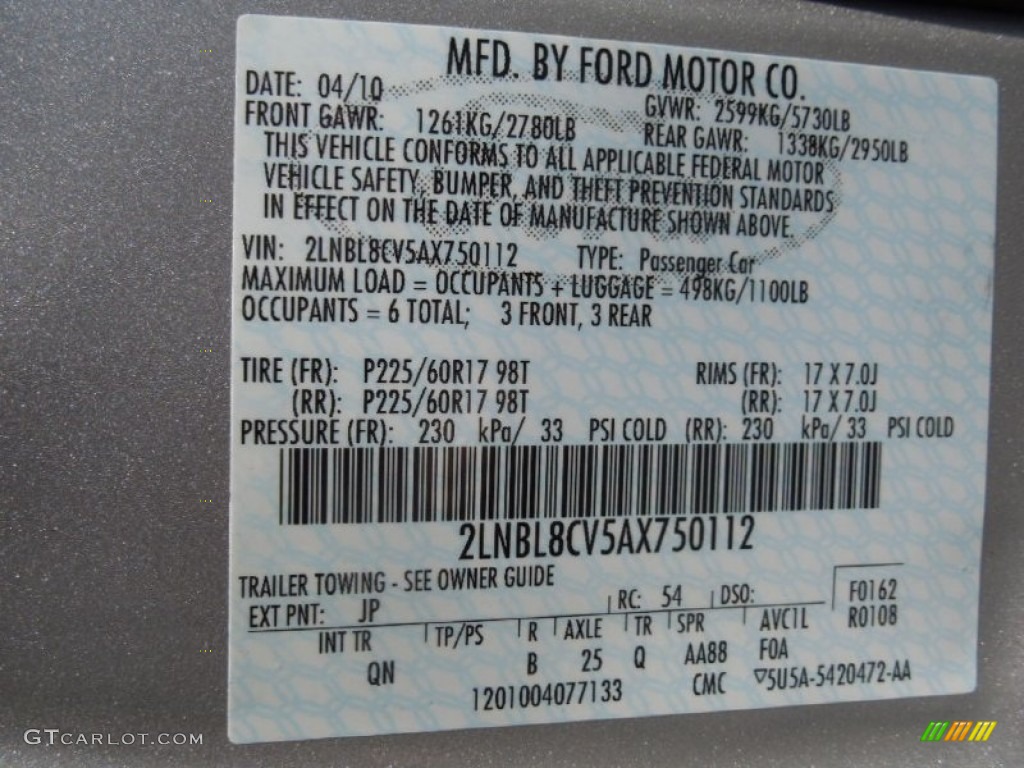 MFD. BY FORD MOTOR CO.
DATE: 04/10 GVWR: 2599KG/5730LB
FRONT GAWR: 1261KG/2780LB REAR GAWR: 1338KG/2950LB
THIS VEHICLE CONFORMS TO ALL APPLICABLE FEDERAL MOTOR
VEHICLE SAFETY, BUMPER, AND THEFT PREVENTION STANDARDS
IN EFFECT ON THE DATE OF MANUFACTURE SHOWN ABOVE.
VIN: 2LNBL8CV5AX750112 TYPE: Passenger Car
MAXIMUM LOAD = OCCUPANTS + LUGGAGE = 498KG/1100LB
OCCUPANTS = 6 TOTAL; 3 FRONT, 3 REAR
TIRE (FR): P225/60R17 98T RIMS (FR): 17 X 7.0J
(RR): P225/60R17 98T (RR): 17 X 7.0J
PRESSURE (FR): 230 kPa/ 33 PSI COLD (RR): 230 kPa/ 33 PSI COLD
2LNBL8CV5AX750112
TRAILER TOWING - SEE OWNER GUIDE
EXT PNT: JP RC: 54 DSO: F0162
R0108
INT TR TP/PS R AXLE TR SPR AVCIL
QN B 25 Q AA88 FOA
1201004077133 CMC ▽5U5A-5420472-AA
GTCARLOT.COM